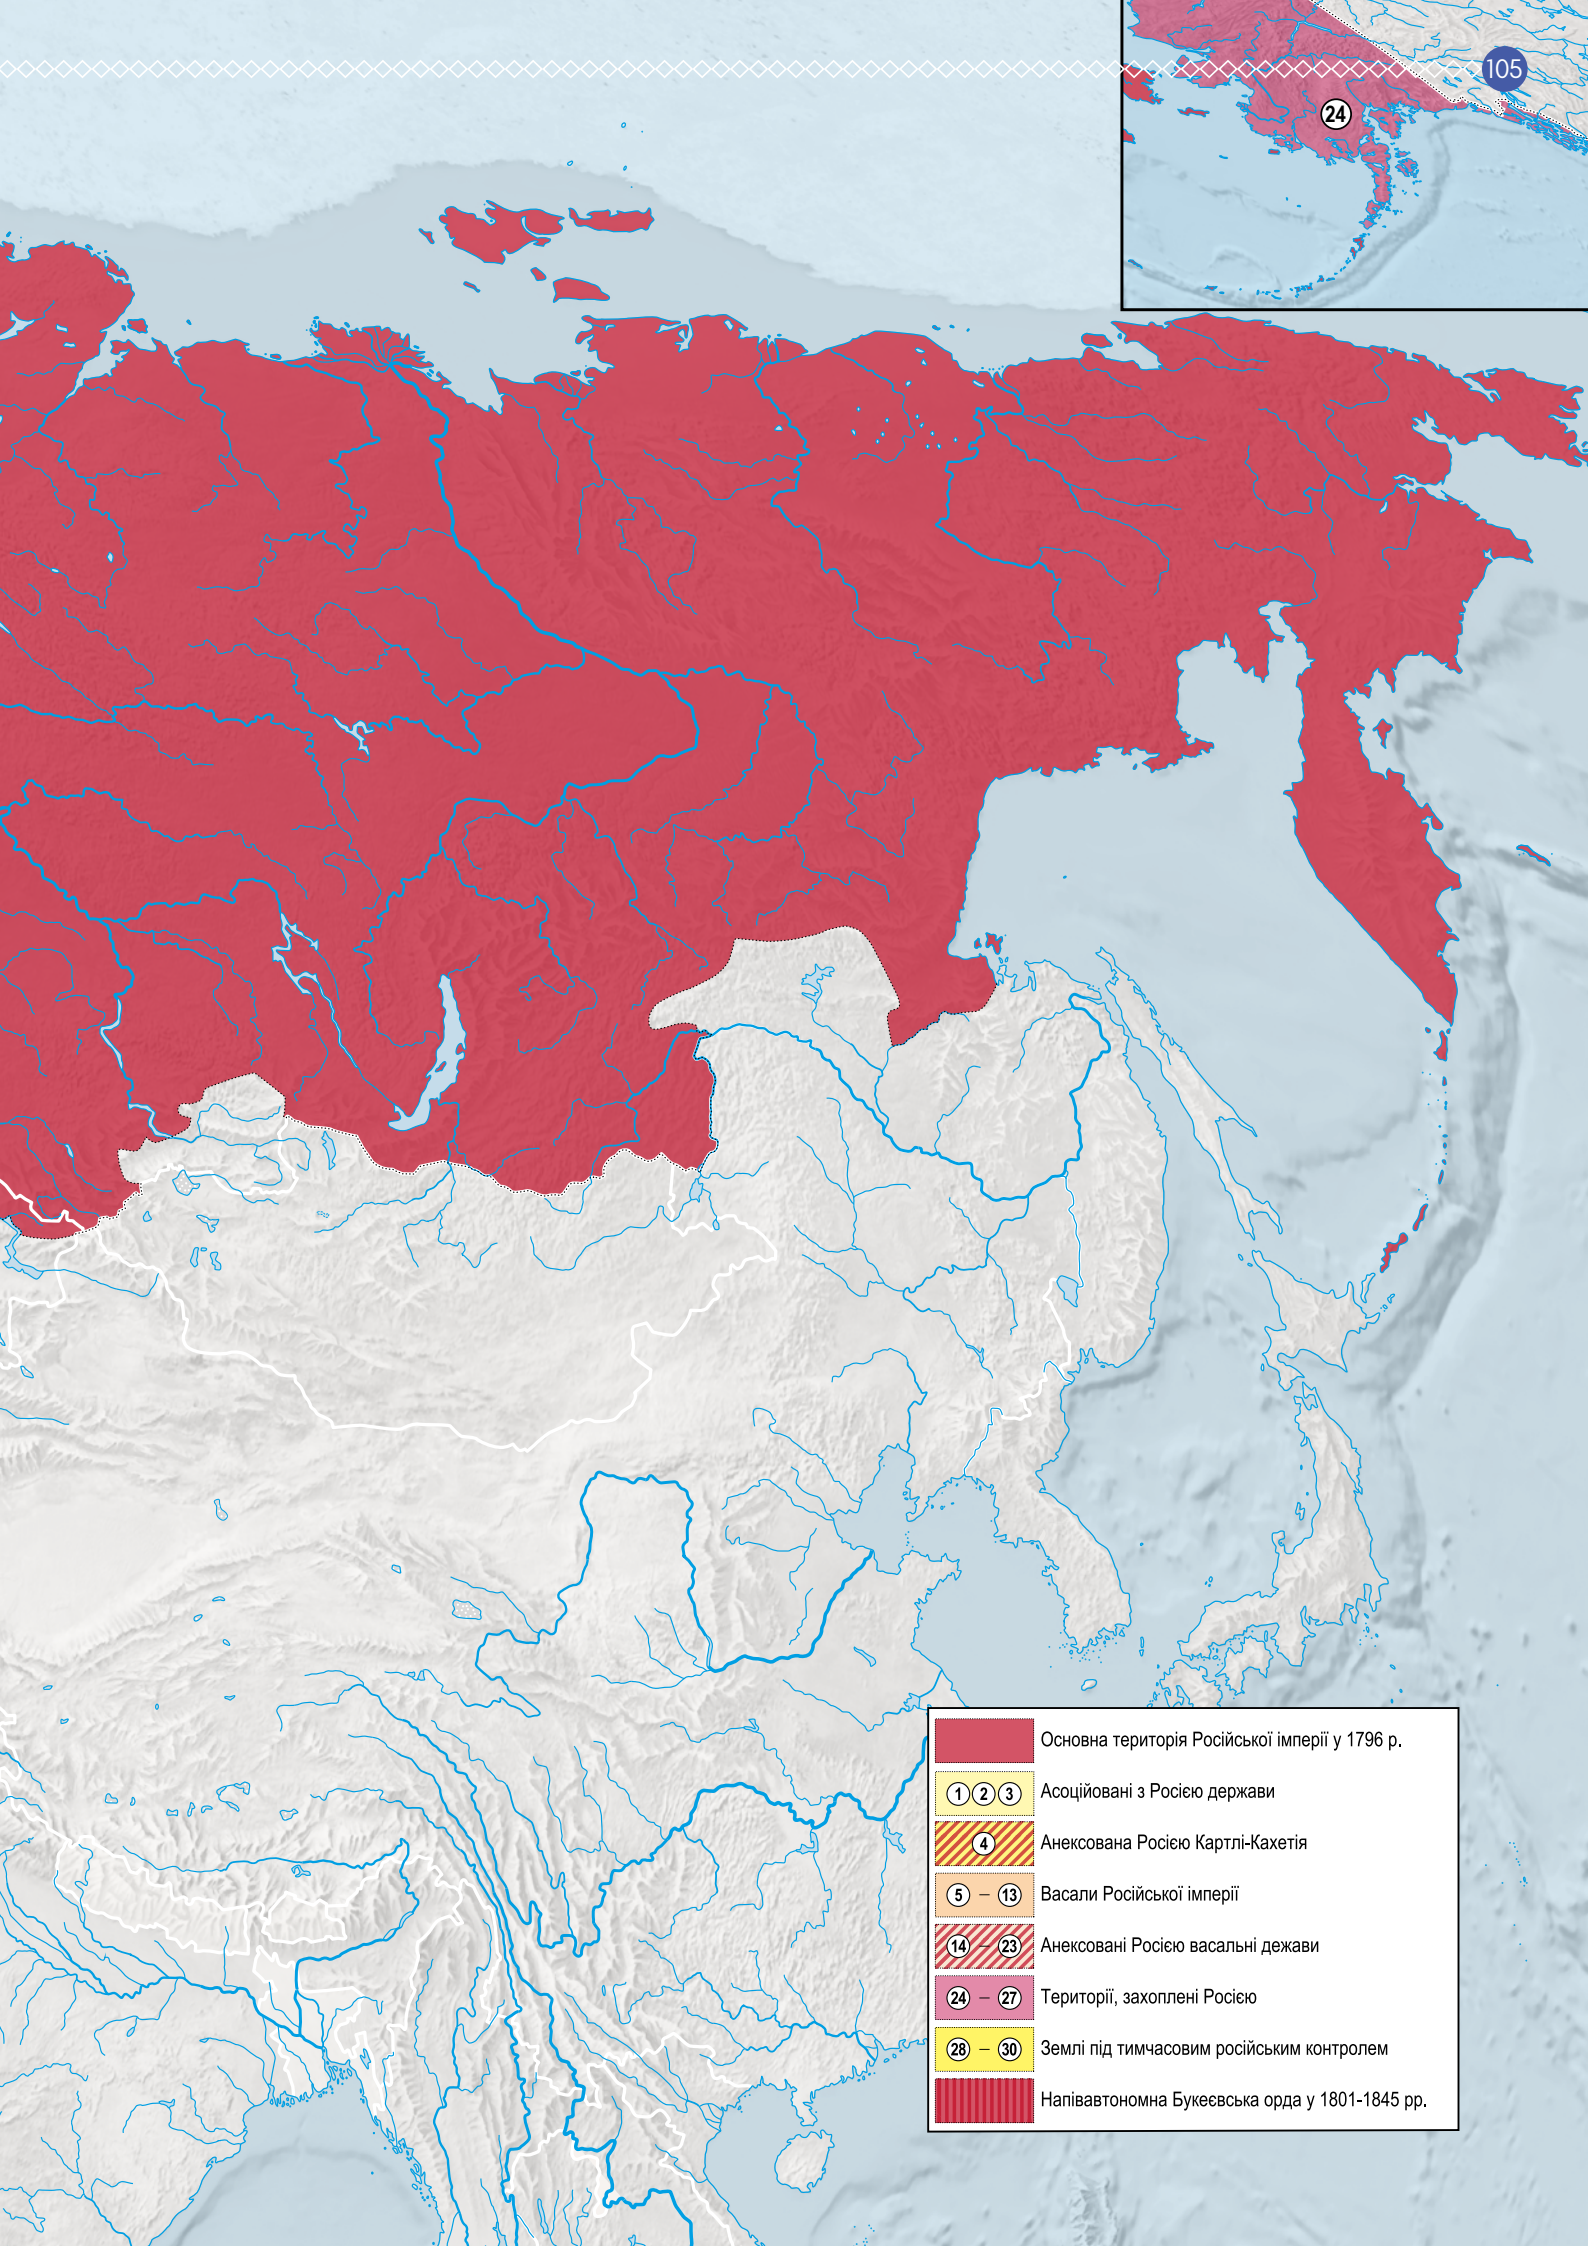 105
24
Основна територія Російської імперії у 1796 р.
1 2 3 Асоційовані з Росією держави
4 Анексована Росією Картлі-Кахетія
5 – 13 Васали Російської імперії
14 – 23 Анексовані Росією васальні дежави
24 – 27 Території, захоплені Росією
28 – 30 Землі під тимчасовим російським контролем
Напівавтономна Букеєвська орда у 1801-1845 рр.